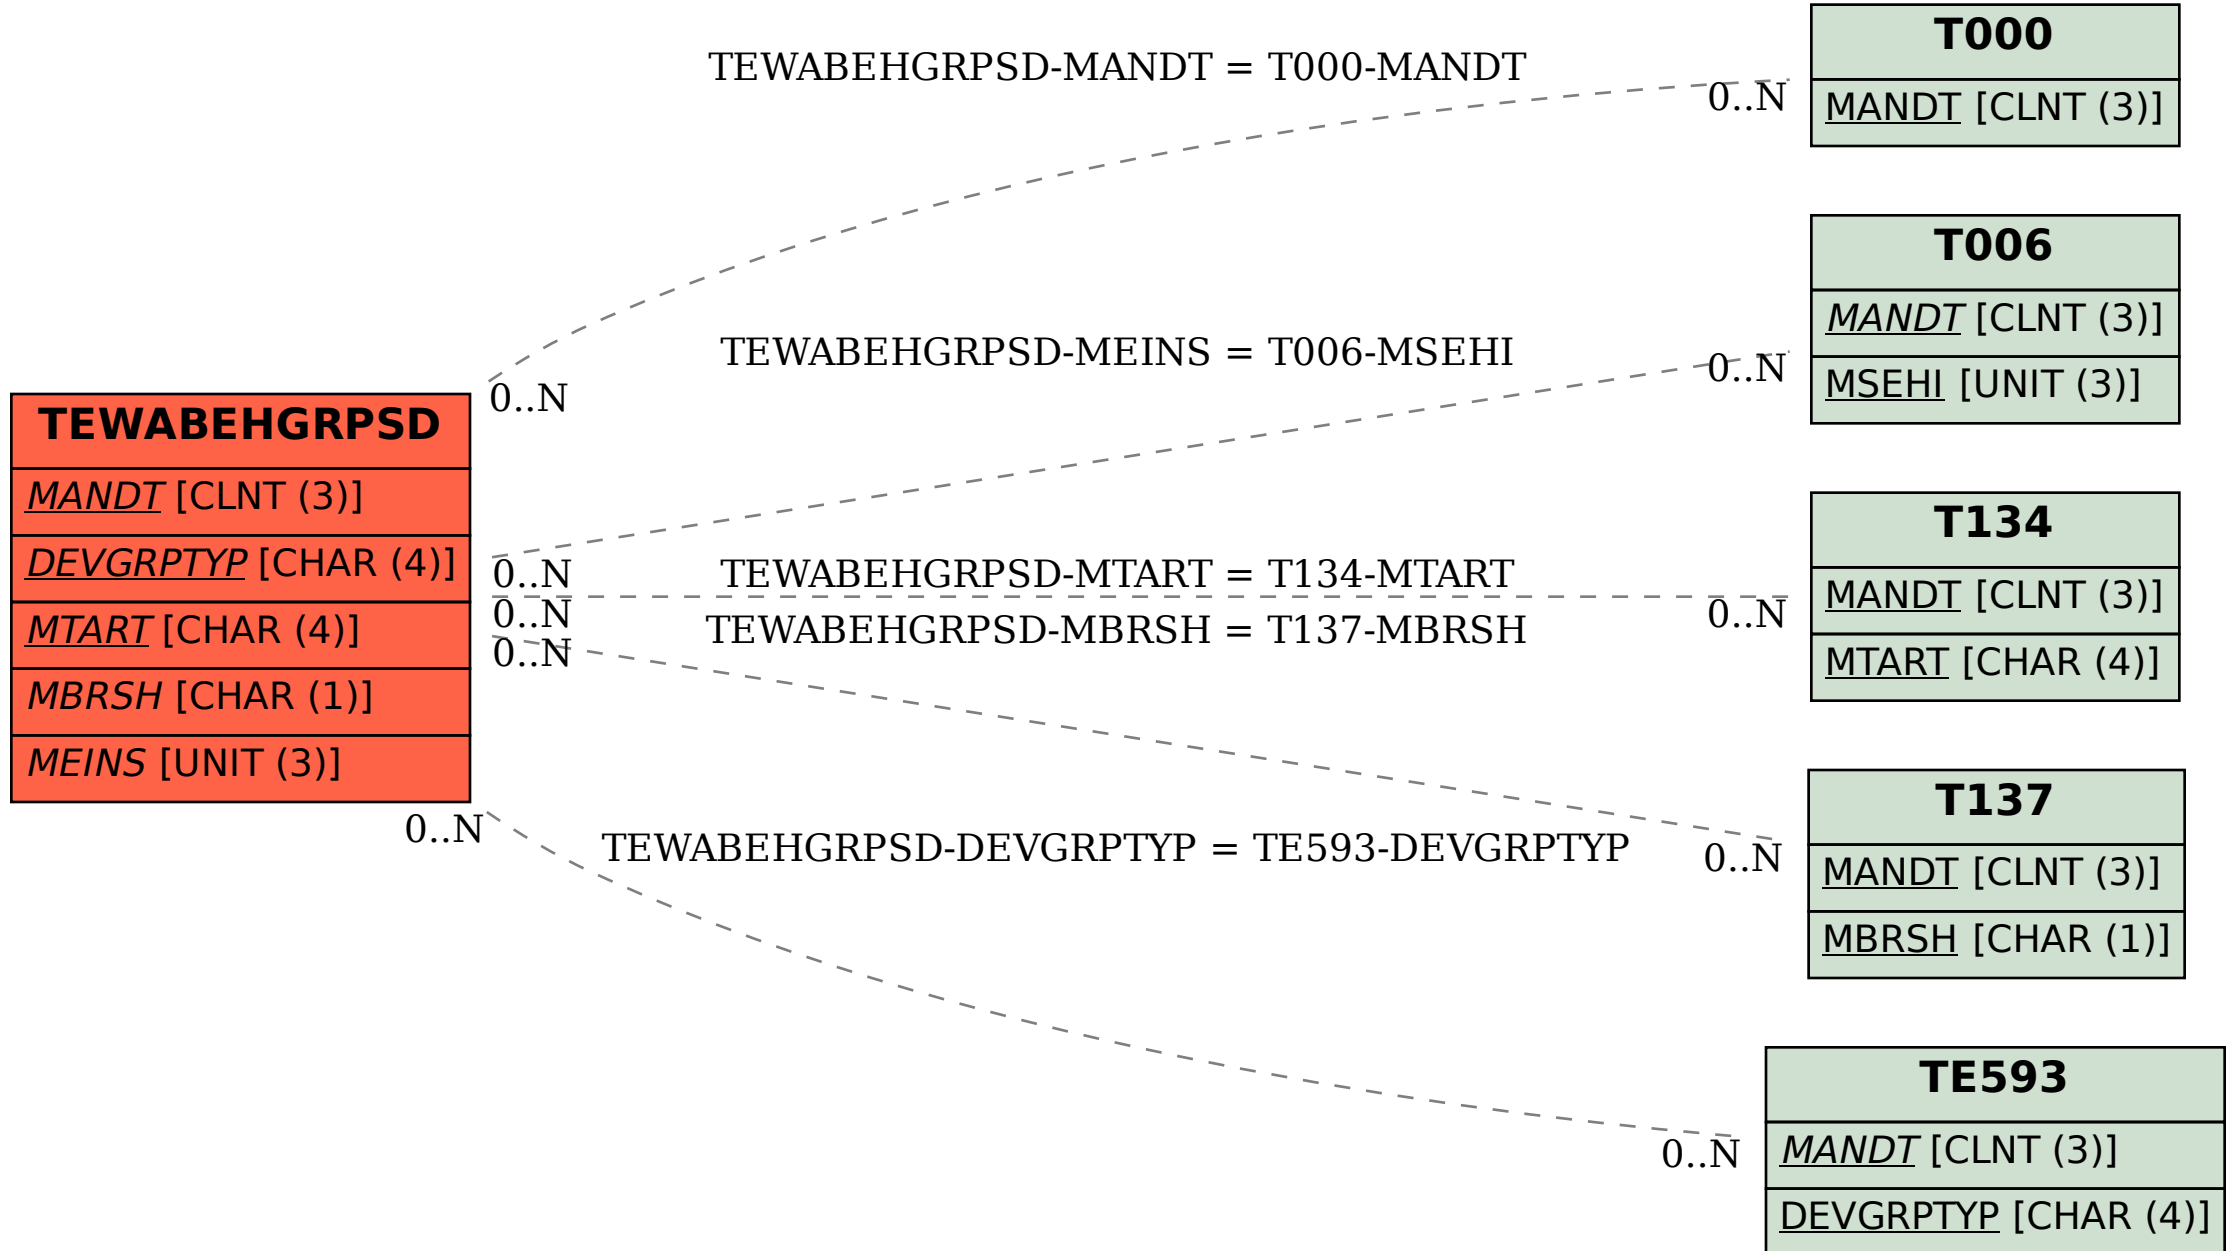 T000
MANDT [CLNT (3)]
TEWABEHGRPSD-MANDT = T000-MANDT
0..N
0..N
T006
MANDT [CLNT (3)]
MSEHI [UNIT (3)]
TEWABEHGRPSD-MEINS = T006-MSEHI
0..N
0..N
TEWABEHGRPSD
MANDT [CLNT (3)]
DEVGRPTYP [CHAR (4)]
MTART [CHAR (4)]
MBRSH [CHAR (1)]
MEINS [UNIT (3)]
T134
MANDT [CLNT (3)]
MTART [CHAR (4)]
TEWABEHGRPSD-MTART = T134-MTART
0..N
0..N
TEWABEHGRPSD-MBRSH = T137-MBRSH
0..N
0..N
T137
MANDT [CLNT (3)]
MBRSH [CHAR (1)]
TEWABEHGRPSD-DEVGRPTYP = TE593-DEVGRPTYP
0..N
0..N
TE593
MANDT [CLNT (3)]
DEVGRPTYP [CHAR (4)]